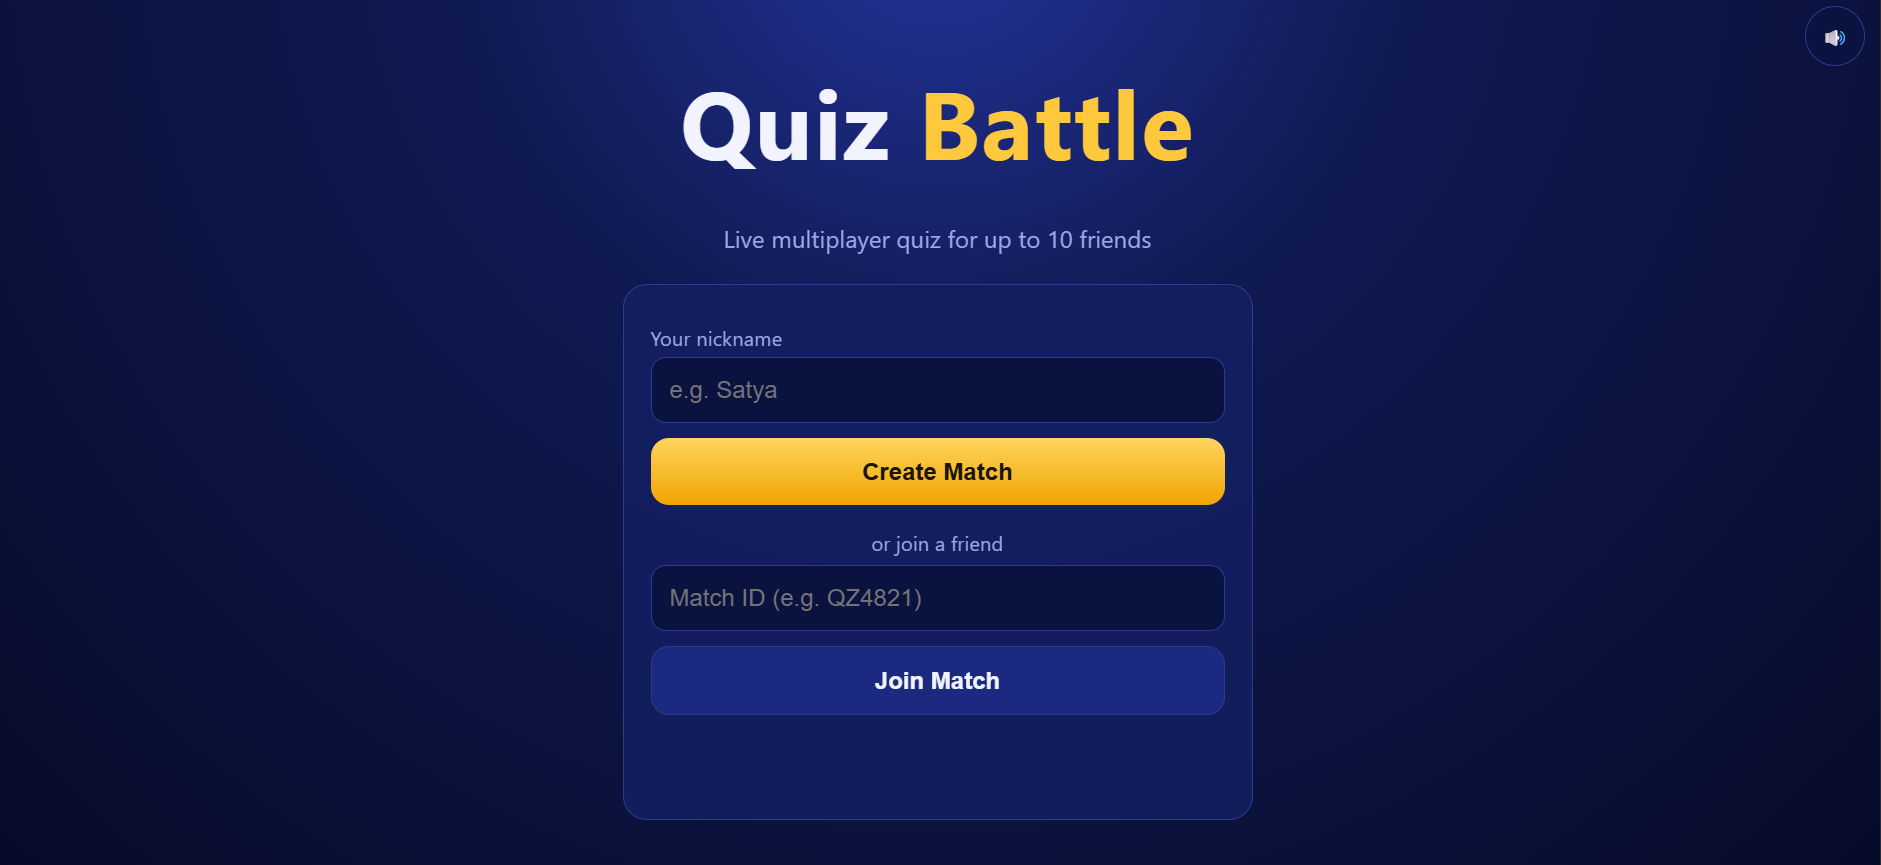 Quiz Battle
Live multiplayer quiz for up to 10 friends
Your nickname
e.g. Satya
Create Match
or join a friend
Match ID (e.g. QZ4821)
Join Match